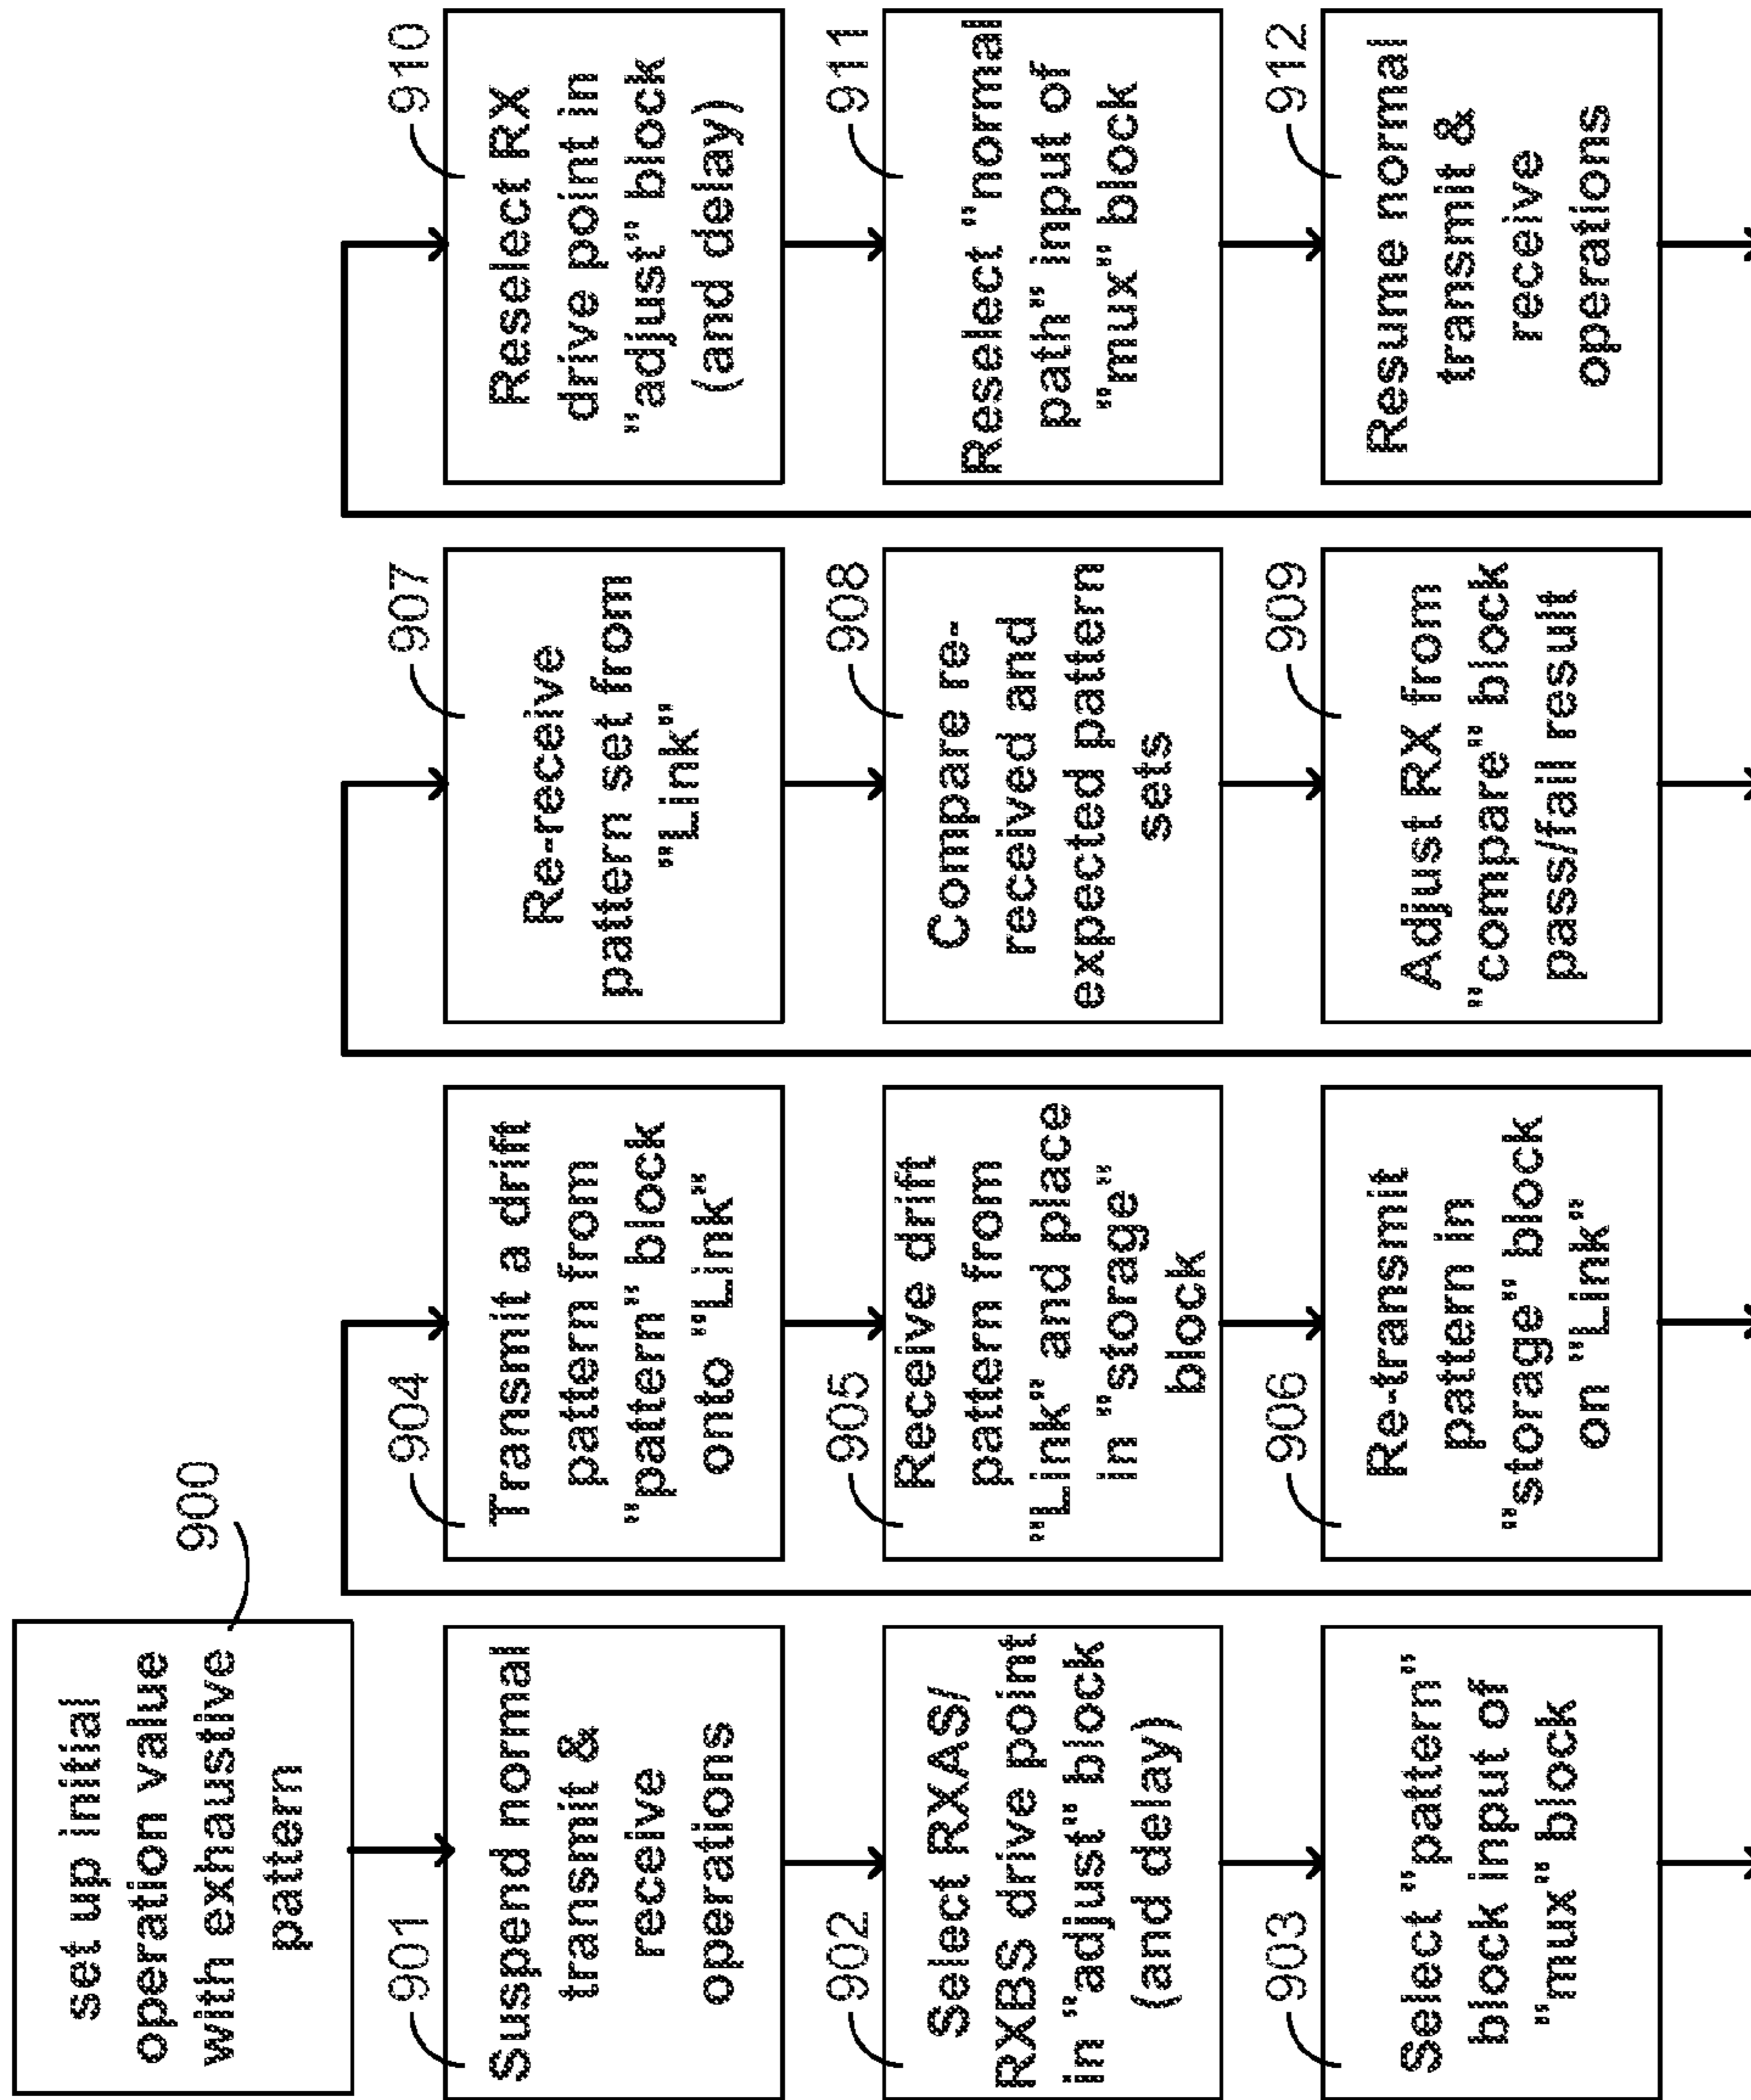 set up initial
operation value
with exhaustive
pattern
900
901
Suspend normal
transmit &
receive
operations
902
Select RXAS/
RXBS drive point
in "adjust" block
(and delay)
903
Select "pattern"
block input of
"mux" block
904
Transmit a drift
pattern from
"pattern" block
onto "Link"
905
Receive drift
pattern from
"Link" and place
in "storage"
block
906
Re-transmit
pattern in
"storage" block
on "Link"
907
Re-receive
pattern set from
"Link"
908
Compare re-
received and
expected pattern
sets
909
Adjust RX from
"compare" block
pass/fail result
910
Reselect RX
drive point in
"adjust" block
(and delay)
911
Reselect "normal
path" input of
"mux" block
912
Resume normal
transmit &
receive
operations